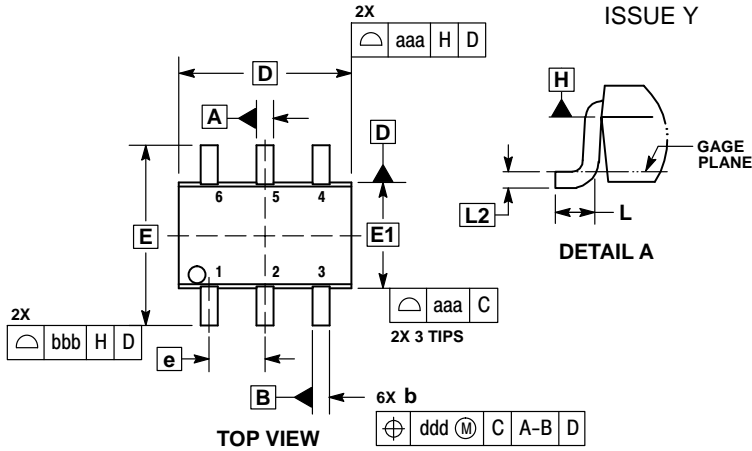 ISSUE Y
2X
⌓ aaa H D
D
A
D
H
GAGE
PLANE
6 5 4
L2
L
E
E1
DETAIL A
1 2 3
⌓ aaa C
2X 3 TIPS
2X
⌓ bbb H D
e
B
6X b
⌖ ddd Ⓜ C A-B D
TOP VIEW